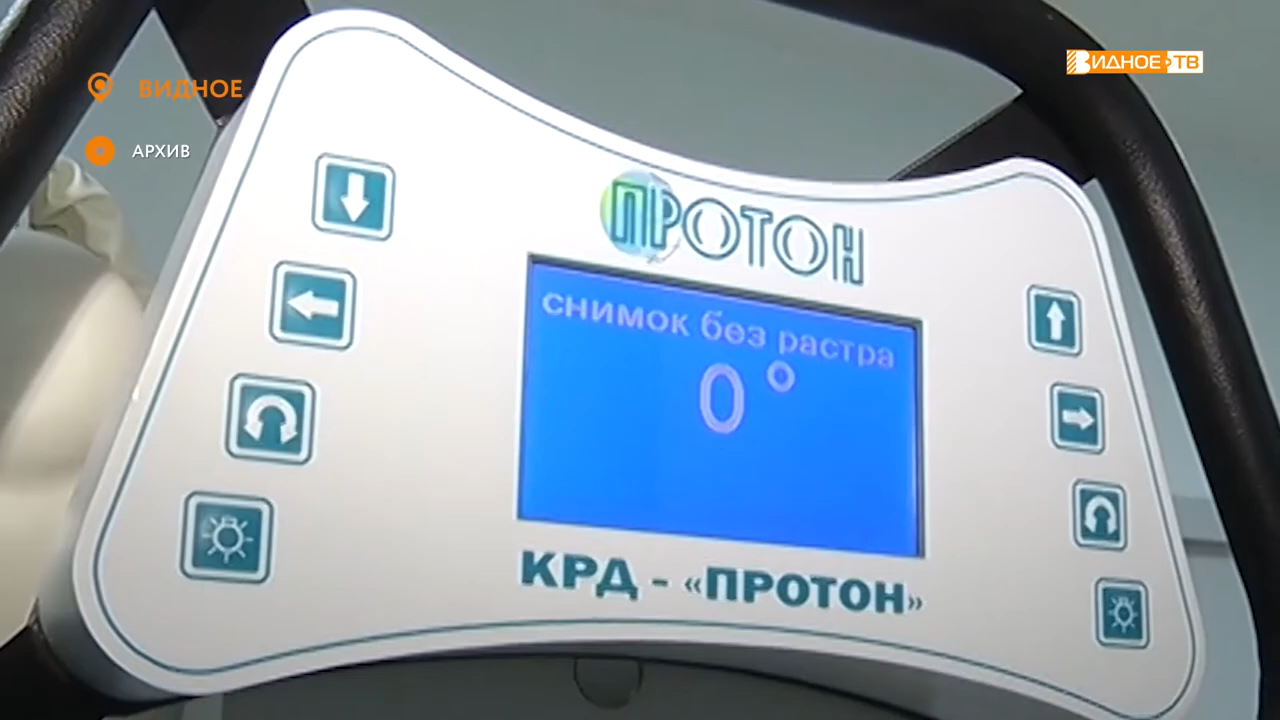 ВИДНОЕ
АРХИВ
ВИДНОЕ ТВ
ПРОТОН
снимок без растра
0°
КРД - «ПРОТОН»